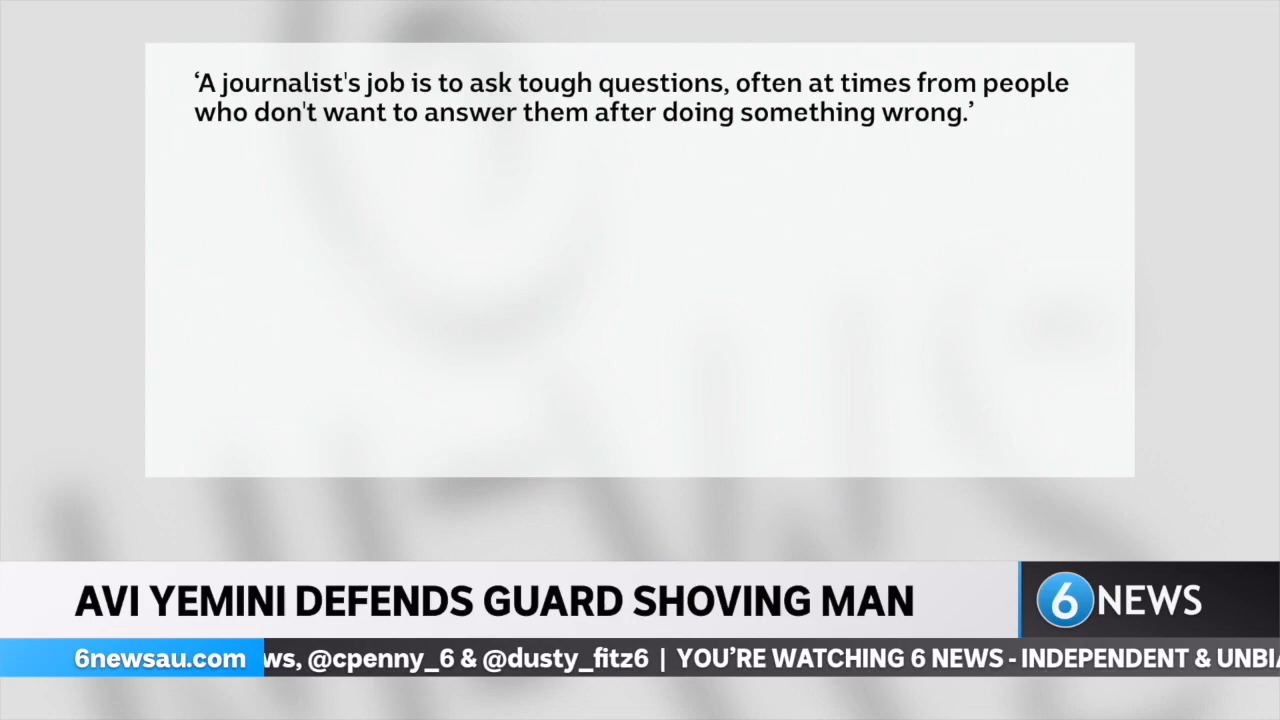 ‘A journalist's job is to ask tough questions, often at times from people
who don't want to answer them after doing something wrong.’
AVI YEMINI DEFENDS GUARD SHOVING MAN
6 NEWS
6newsau.com ws, @cpenny_6 & @dusty_fitz6 | YOU’RE WATCHING 6 NEWS - INDEPENDENT & UNBIA